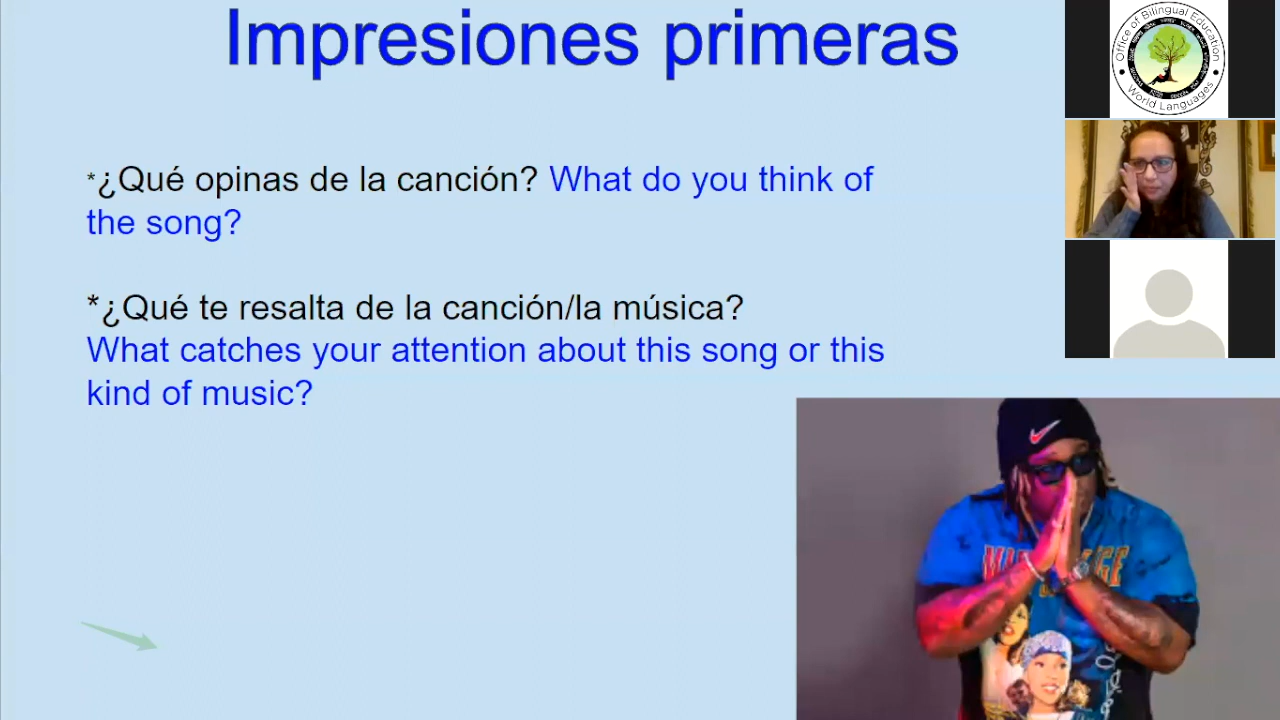 Impresiones primeras
*¿Qué opinas de la canción? What do you think of
the song?
*¿Qué te resalta de la canción/la música?
What catches your attention about this song or this
kind of music?
Office of Bilingual Education
World Languages